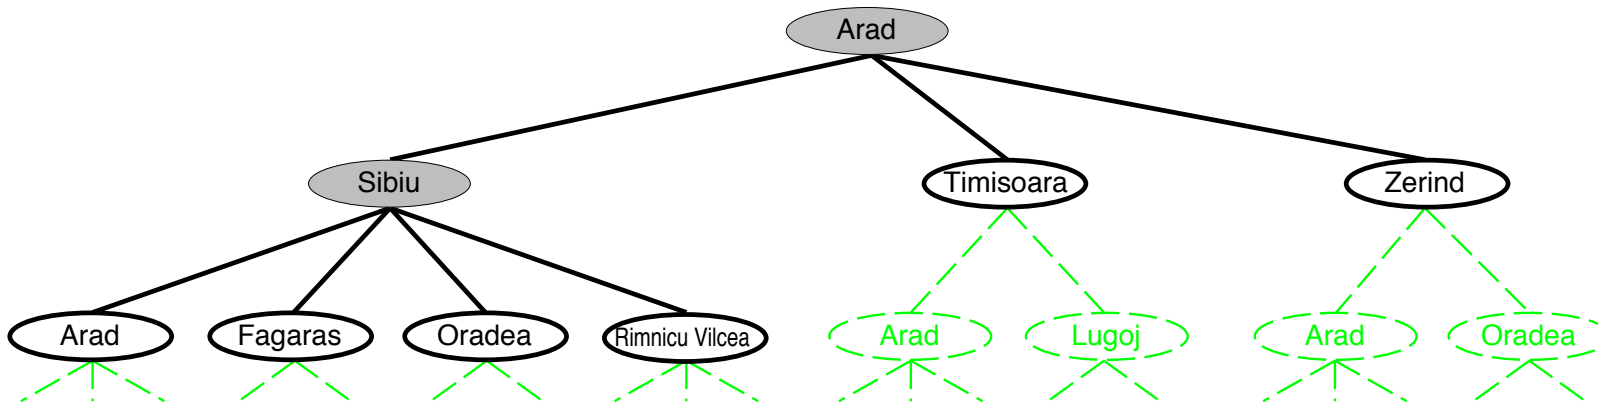 Arad
Sibiu
Timisoara
Zerind
Arad
Fagaras
Oradea
Rimnicu Vilcea
Arad
Lugoj
Arad
Oradea